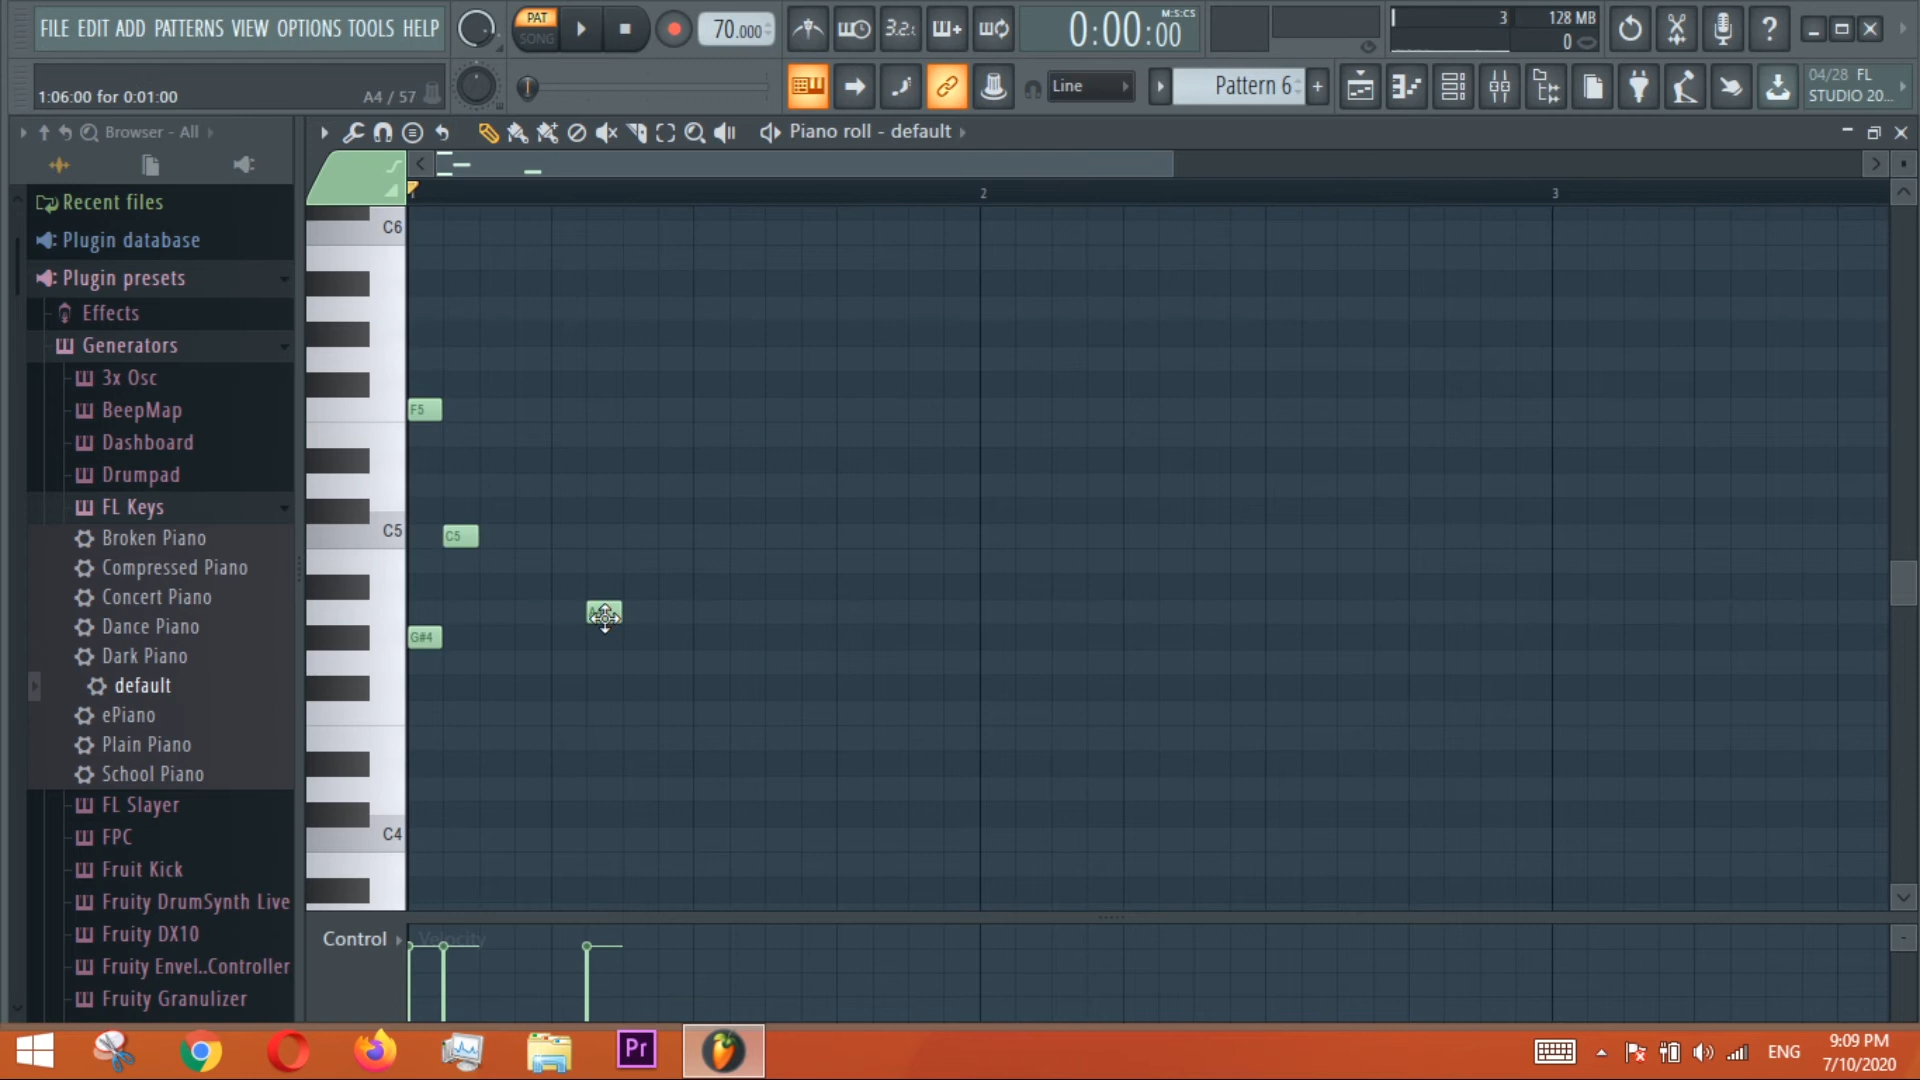 FILE EDIT ADD PATTERNS VIEW OPTIONS TOOLS HELP
PAT
SONG
70.000
3.2.
0:00:00
M:S:CS
3
128 MB
0
1:06:00 for 0:01:00
A4 / 57
Line
Pattern 6
04/28 FL
STUDIO 20...
Browser - All
Piano roll - default
Recent files
Plugin database
Plugin presets
Effects
Generators
3x Osc
BeepMap
Dashboard
Drumpad
FL Keys
Broken Piano
Compressed Piano
Concert Piano
Dance Piano
Dark Piano
default
ePiano
Plain Piano
School Piano
FL Slayer
FPC
Fruit Kick
Fruity DrumSynth Live
Fruity DX10
Fruity Envel..Controller
Fruity Granulizer
2
3
C6
F5
C5
C5
G#4
C4
Control
Velocity
Pr
ENG
9:09 PM
7/10/2020